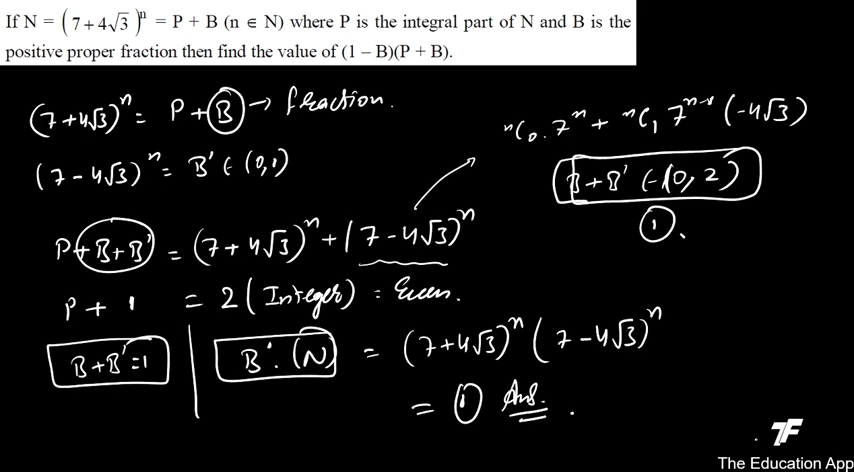 If N = (7 + 4√3)ⁿ = P + B (n ∈ N) where P is the integral part of N and B is the
positive proper fraction then find the value of (1 – B)(P + B).
(7+4√3)ⁿ = P + B → fraction.
(7 - 4√3)ⁿ = B' ∈ (0,1)
P + B + B' = (7 + 4√3)ⁿ + (7 - 4√3)ⁿ
P + 1 = 2 (Integer) = Even.
B + B' = 1
B'. (N) = (7+4√3)ⁿ (7 - 4√3)ⁿ
= 1 Ans.
ⁿC₀. 7ⁿ + ⁿC₁ 7ⁿ⁻¹ (-4√3)
B + B' ∈ (0, 2)
1.
The Education App